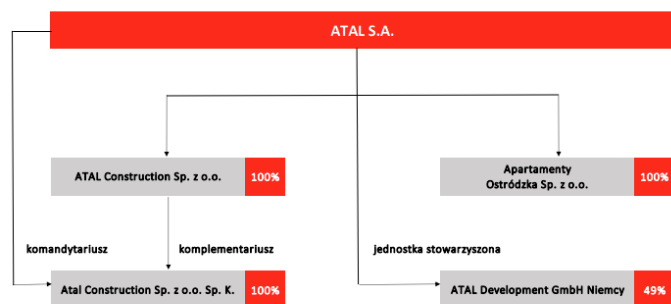 ATAL S.A.
ATAL Construction Sp. z o.o.
100%
Apartamenty
Ostródzka Sp. z o.o.
100%
komandytariusz
komplementariusz
jednostka stowarzyszona
Atal Construction Sp. z o.o. Sp. K.
100%
ATAL Development GmbH Niemcy
49%